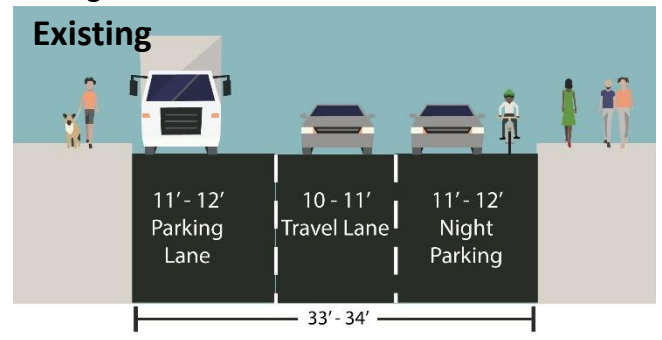 Existing
11' - 12'
Parking
Lane
10 - 11'
Travel Lane
11' - 12'
Night
Parking
33' - 34'